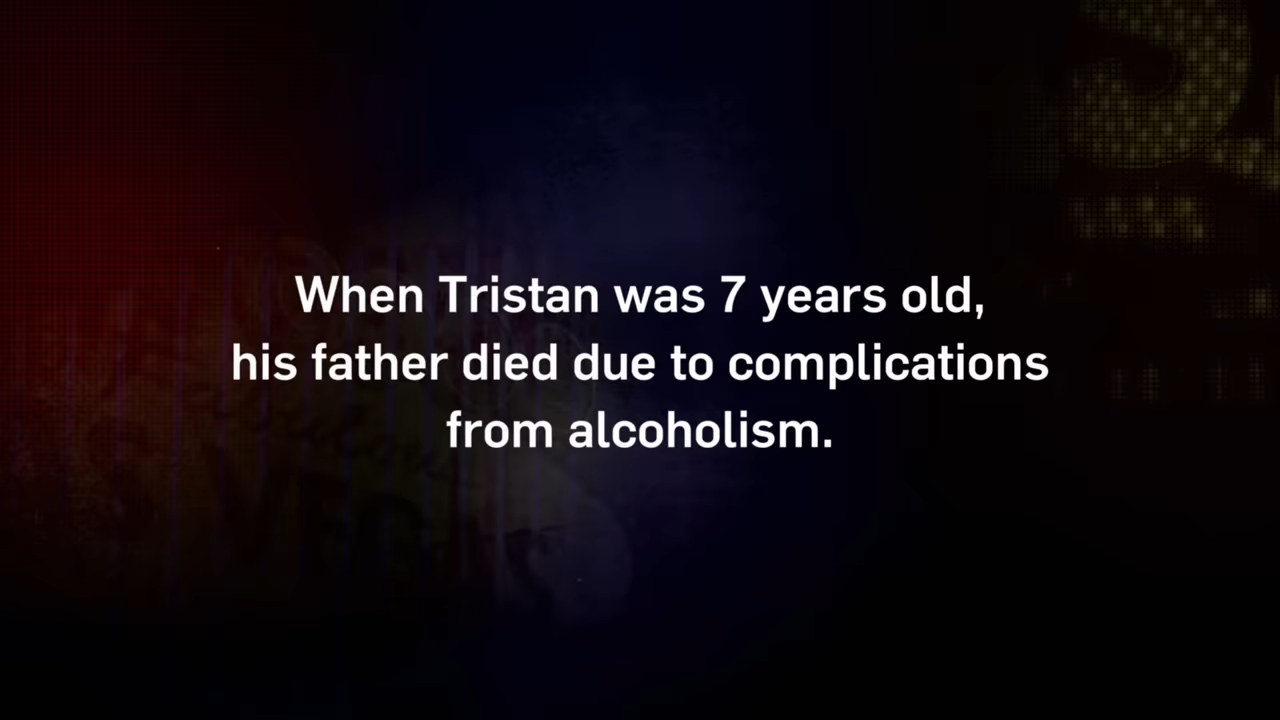 When Tristan was 7 years old,
his father died due to complications
from alcoholism.